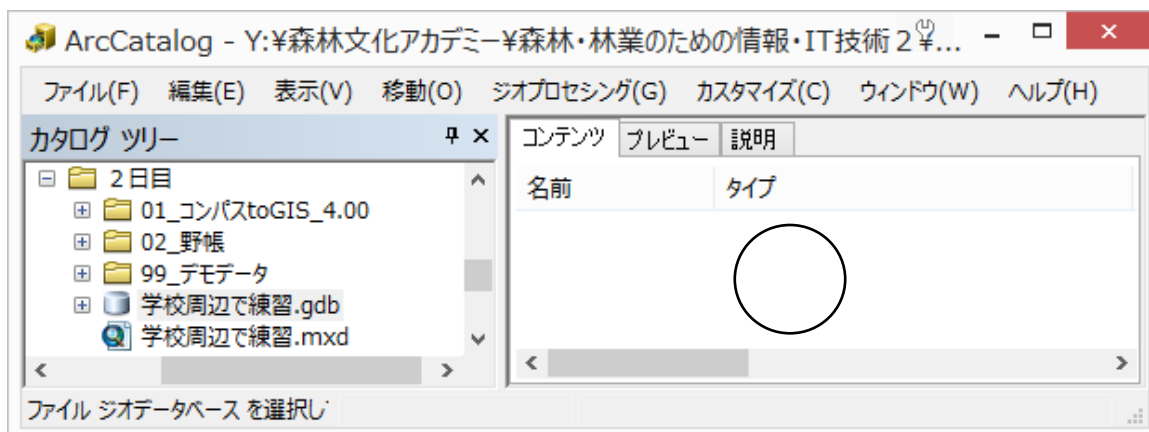 ArcCatalog - Y:¥森林文化アカデミー¥森林・林業のための情報・IT技術２¥...
ファイル(F) 編集(E) 表示(V) 移動(O) ジオプロセシング(G) カスタマイズ(C) ウィンドウ(W) ヘルプ(H)
カタログ ツリー
２日目
01_コンパスtoGIS_4.00
02_野帳
99_デモデータ
学校周辺で練習.gdb
学校周辺で練習.mxd
コンテンツ プレビュー 説明
名前 タイプ
ファイル ジオデータベース を選択し